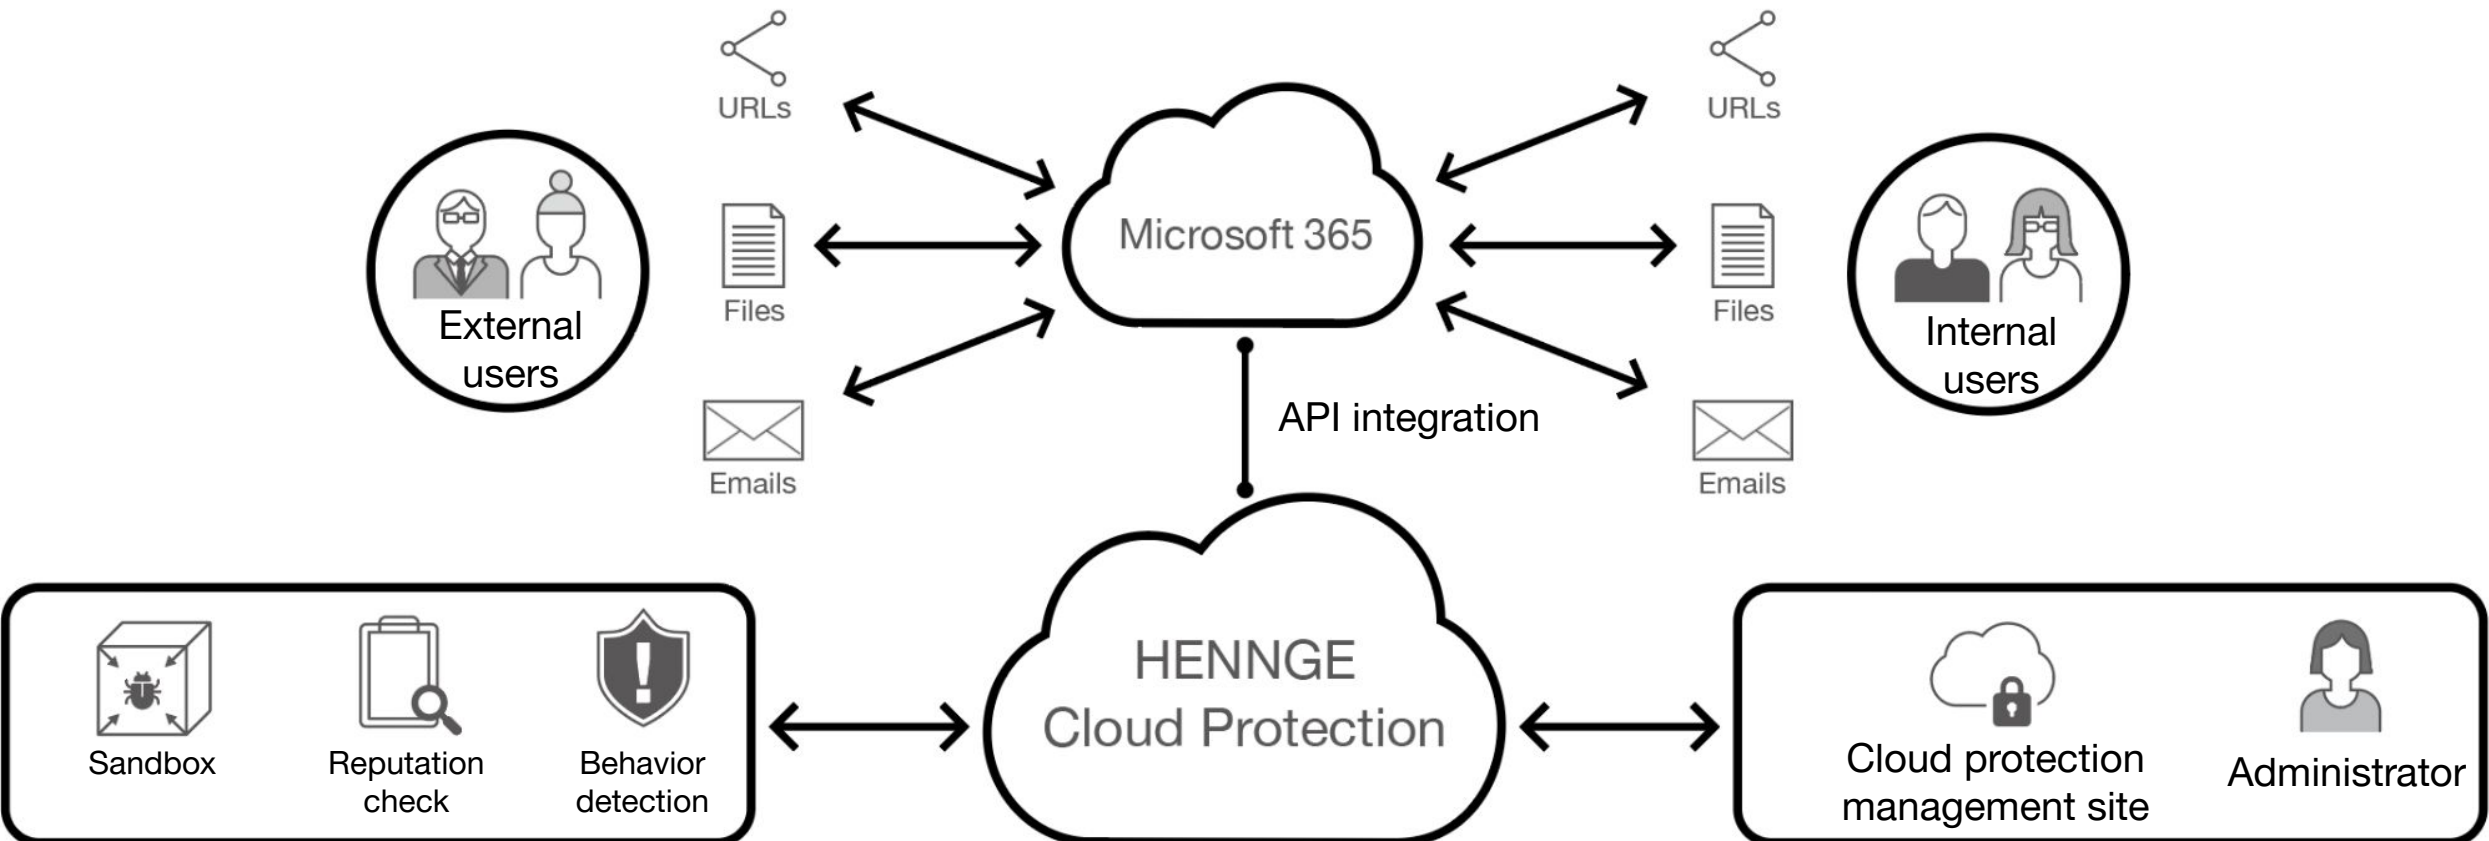 URLs
URLs
Microsoft 365
External
users
Files
Files
Internal
users
API integration
Emails
Emails
HENNGE
Cloud Protection
Sandbox
Reputation
check
Behavior
detection
Cloud protection
management site
Administrator